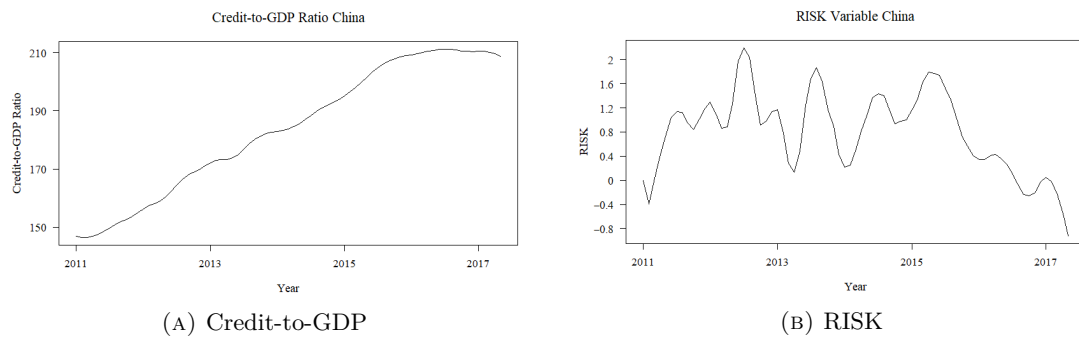 Credit-to-GDP Ratio China
Credit-to-GDP Ratio
210
190
170
150
2011 2013 2015 2017
Year
(A) Credit-to-GDP
RISK Variable China
RISK
2
1.6
1.2
0.8
0.4
0
−0.4
−0.8
2011 2013 2015 2017
Year
(B) RISK